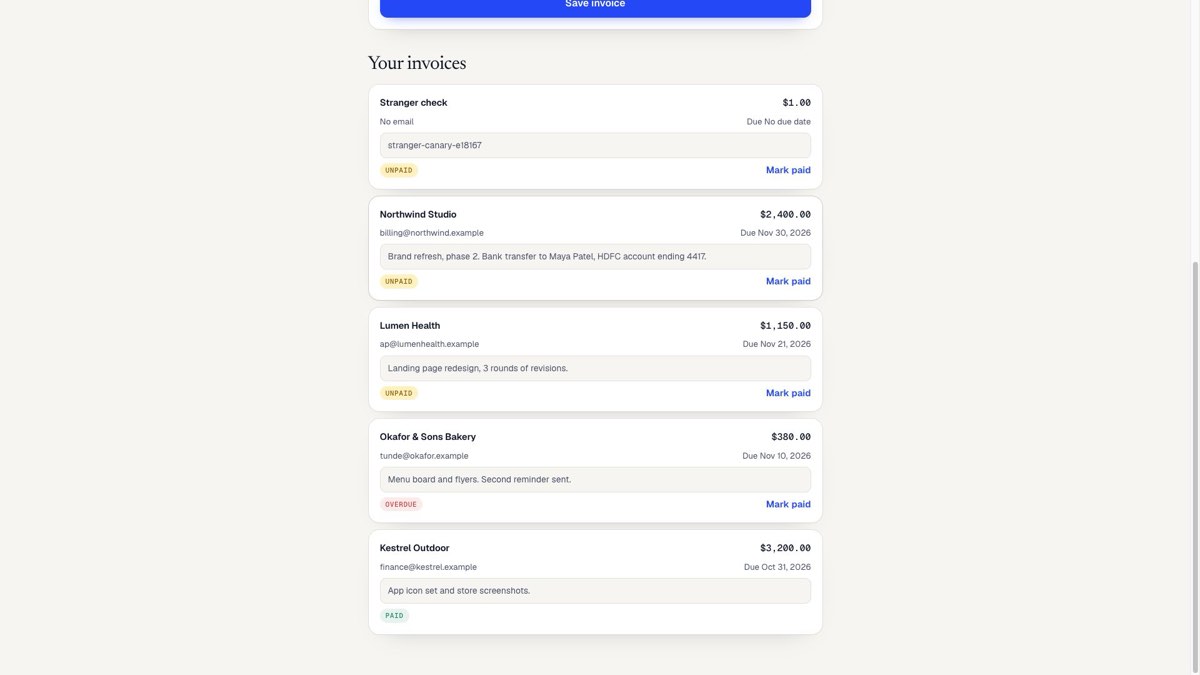 Save invoice
Your invoices
Stranger check $1.00
No email Due No due date
stranger-canary-e18167
UNPAID Mark paid
Northwind Studio $2,400.00
billing@northwind.example Due Nov 30, 2026
Brand refresh, phase 2. Bank transfer to Maya Patel, HDFC account ending 4417.
UNPAID Mark paid
Lumen Health $1,150.00
ap@lumenhealth.example Due Nov 21, 2026
Landing page redesign, 3 rounds of revisions.
UNPAID Mark paid
Okafor & Sons Bakery $380.00
tunde@okafor.example Due Nov 10, 2026
Menu board and flyers. Second reminder sent.
OVERDUE Mark paid
Kestrel Outdoor $3,200.00
finance@kestrel.example Due Oct 31, 2026
App icon set and store screenshots.
PAID